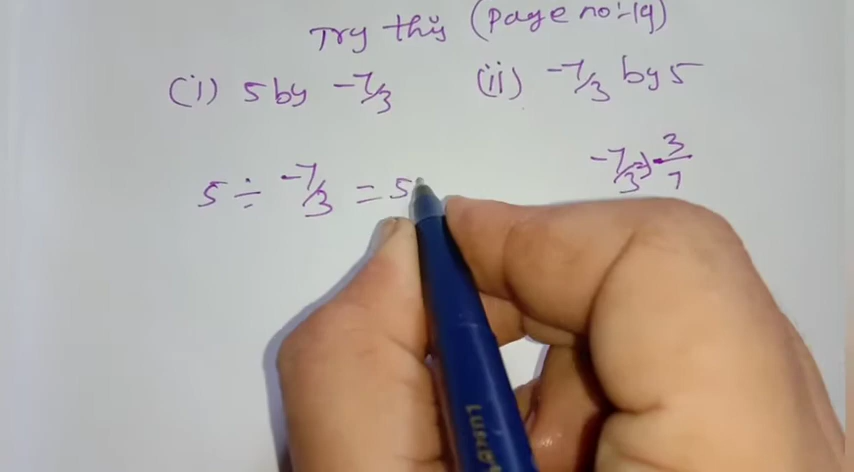 Try this (page no:-19)
(i) 5 by -7/3 (ii) -7/3 by 5
5 ÷ -7/3 = 5 -7/3 ⇒ -3/7